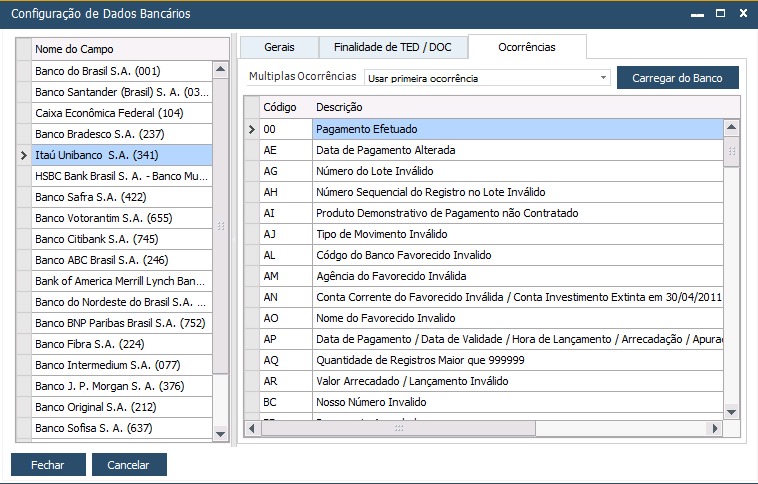 Configuração de Dados Bancários
Nome do Campo
Banco do Brasil S.A. (001)
Banco Santander (Brasil) S. A. (03...
Caixa Econômica Federal (104)
Banco Bradesco S.A. (237)
Itaú Unibanco S.A. (341)
HSBC Bank Brasil S. A. - Banco Mu...
Banco Safra S.A. (422)
Banco Votorantim S.A. (655)
Banco Citibank S.A. (745)
Banco ABC Brasil S.A. (246)
Bank of America Merrill Lynch Ban...
Banco do Nordeste do Brasil S.A. ...
Banco BNP Paribas Brasil S.A. (752)
Banco Fibra S.A. (224)
Banco Intermedium S.A. (077)
Banco J. P. Morgan S. A. (376)
Banco Original S.A. (212)
Banco Sofisa S. A. (637)
Gerais
Finalidade de TED / DOC
Ocorrências
Multiplas Ocorrências
Usar primeira ocorrência
Carregar do Banco
Código Descrição
00 Pagamento Efetuado
AE Data de Pagamento Alterada
AG Número do Lote Inválido
AH Número Sequencial do Registro no Lote Inválido
AI Produto Demonstrativo de Pagamento não Contratado
AJ Tipo de Movimento Inválido
AL Códgo do Banco Favorecido Invalido
AM Agência do Favorecido Inválida
AN Conta Corrente do Favorecido Inválida / Conta Investimento Extinta em 30/04/2011
AO Nome do Favorecido Invalido
AP Data de Pagamento / Data de Validade / Hora de Lançamento / Arrecadação / Apura
AQ Quantidade de Registros Maior que 999999
AR Valor Arrecadado / Lançamento Inválido
BC Nosso Número Invalido
Fechar
Cancelar